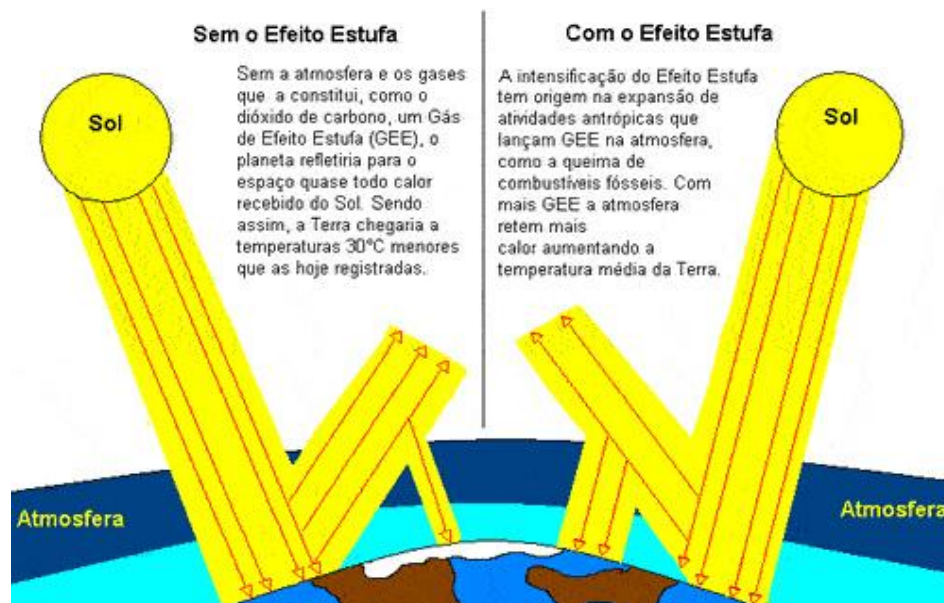 Sem o Efeito Estufa
Sem a atmosfera e os gases
que a constitui, como o
dióxido de carbono, um Gás
de Efeito Estufa (GEE), o
planeta refletiria para o
espaço quase todo calor
recebido do Sol. Sendo
assim, a Terra chegaria a
temperaturas 30°C menores
que as hoje registradas.
Sol
Atmosfera
Com o Efeito Estufa
A intensificação do Efeito Estufa
tem origem na expansão de
atividades antrópicas que
lançam GEE na atmosfera,
como a queima de
combustíveis fósseis. Com
mais GEE a atmosfera
retem mais
calor aumentando a
temperatura média da Terra.
Sol
Atmosfera